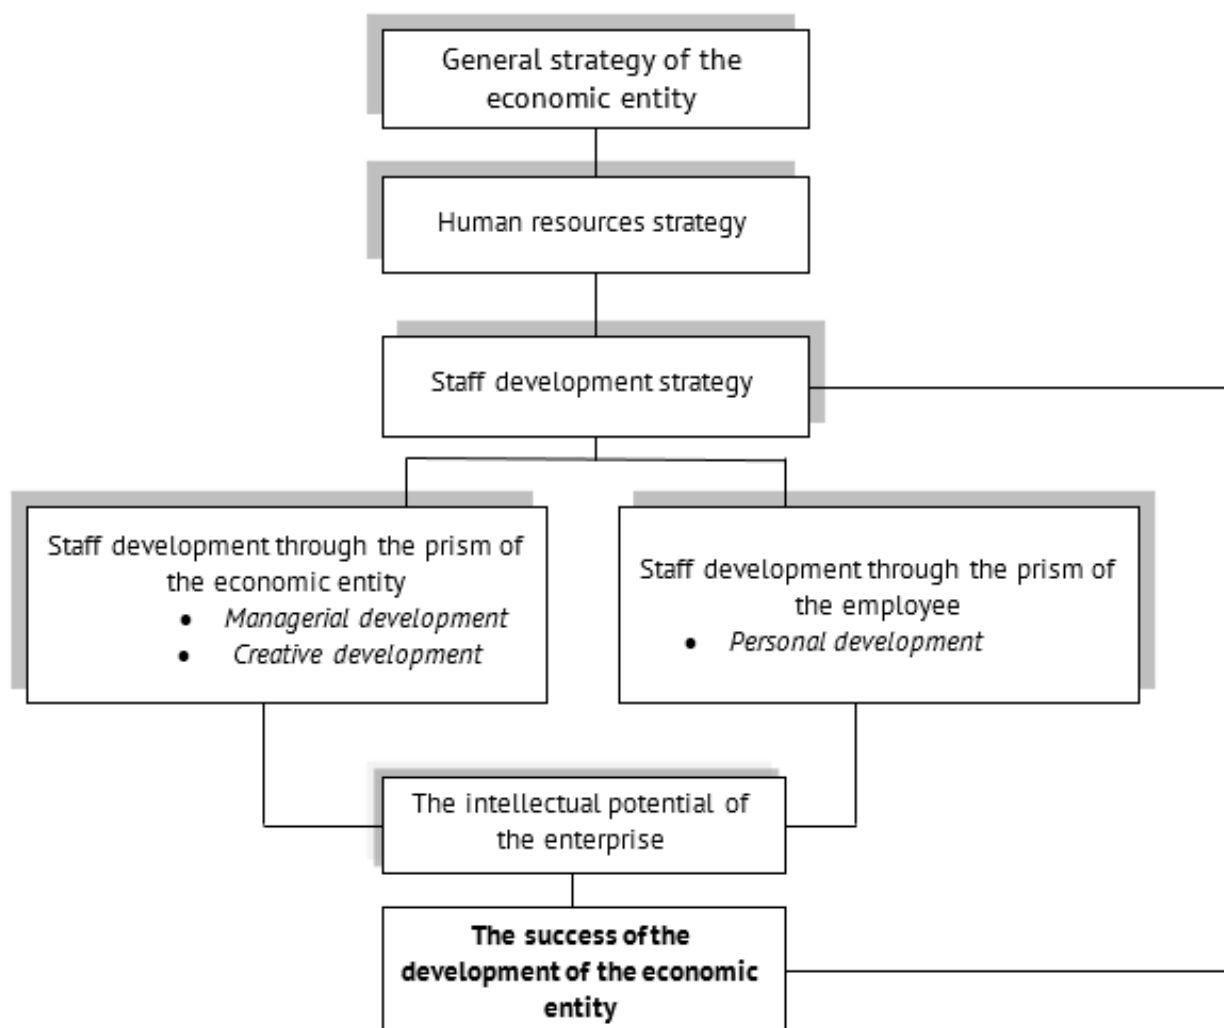 General strategy of the
economic entity
Human resources strategy
Staff development strategy
Staff development through the prism of
the economic entity
• Managerial development
• Creative development
Staff development through the prism of
the employee
• Personal development
The intellectual potential of
the enterprise
The success of the
development of the economic
entity